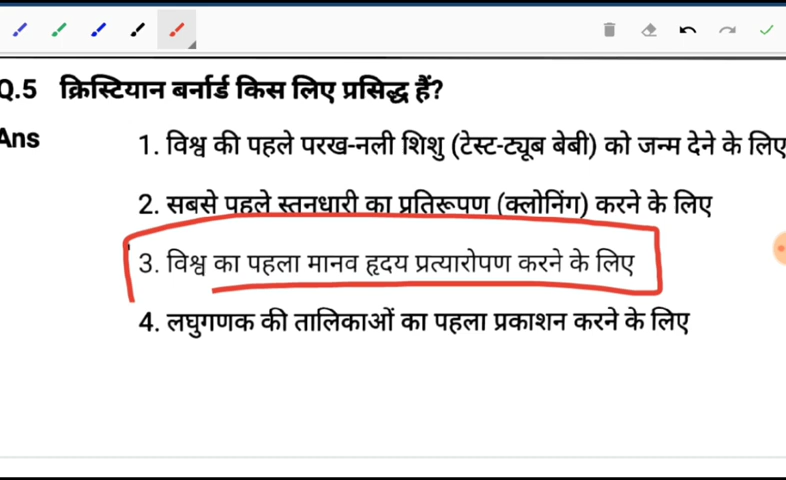 Q.5 क्रिस्टियान बर्नार्ड किस लिए प्रसिद्ध हैं?
Ans
1. विश्व की पहले परख-नली शिशु (टेस्ट-ट्यूब बेबी) को जन्म देने के लिए
2. सबसे पहले स्तनधारी का प्रतिरूपण (क्लोनिंग) करने के लिए
3. विश्व का पहला मानव हृदय प्रत्यारोपण करने के लिए
4. लघुगणक की तालिकाओं का पहला प्रकाशन करने के लिए